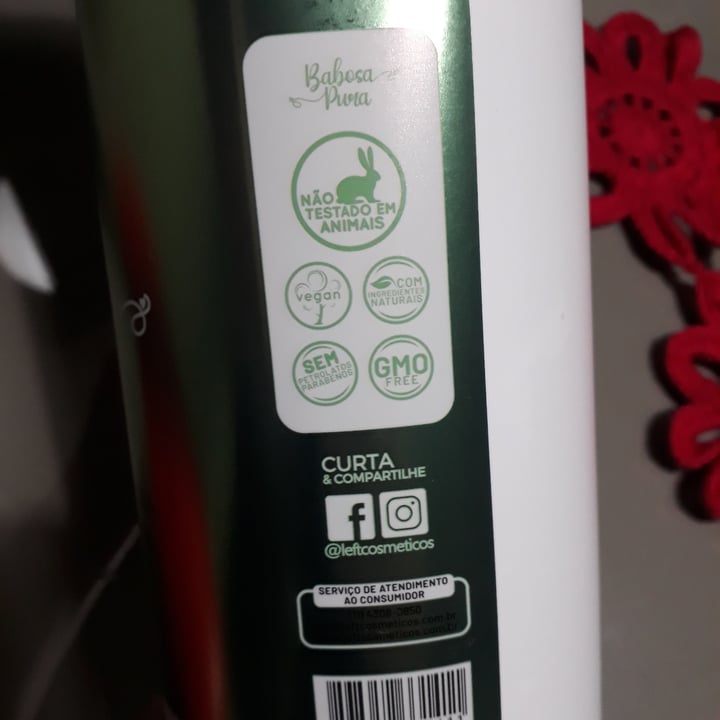 Babosa
Pura
NÃO
TESTADO EM
ANIMAIS
vegan
COM
INGREDIENTES
NATURAIS
SEM
PETROLATOS
PARABENOS
GMO
FREE
CURTA
& COMPARTILHE
@leftcosmeticos
SERVIÇO DE ATENDIMENTO
AO CONSUMIDOR